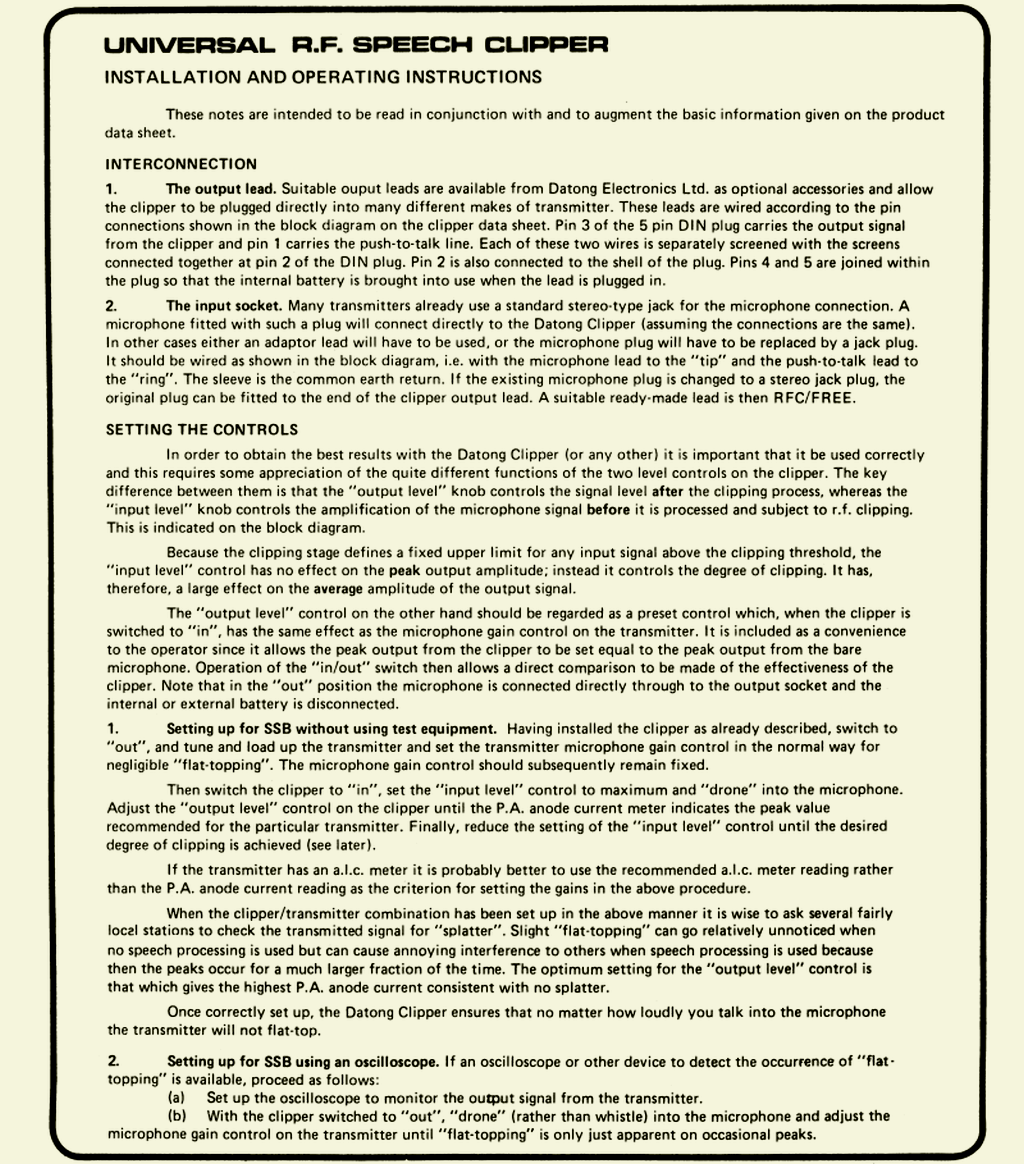 UNIVERSAL R.F. SPEECH CLIPPER
INSTALLATION AND OPERATING INSTRUCTIONS
These notes are intended to be read in conjunction with and to augment the basic information given on the product
data sheet.
INTERCONNECTION
1. The output lead. Suitable ouput leads are available from Datong Electronics Ltd. as optional accessories and allow
the clipper to be plugged directly into many different makes of transmitter. These leads are wired according to the pin
connections shown in the block diagram on the clipper data sheet. Pin 3 of the 5 pin DIN plug carries the output signal
from the clipper and pin 1 carries the push-to-talk line. Each of these two wires is separately screened with the screens
connected together at pin 2 of the DIN plug. Pin 2 is also connected to the shell of the plug. Pins 4 and 5 are joined within
the plug so that the internal battery is brought into use when the lead is plugged in.
2. The input socket. Many transmitters already use a standard stereo-type jack for the microphone connection. A
microphone fitted with such a plug will connect directly to the Datong Clipper (assuming the connections are the same).
In other cases either an adaptor lead will have to be used, or the microphone plug will have to be replaced by a jack plug.
It should be wired as shown in the block diagram, i.e. with the microphone lead to the "tip" and the push-to-talk lead to
the "ring". The sleeve is the common earth return. If the existing microphone plug is changed to a stereo jack plug, the
original plug can be fitted to the end of the clipper output lead. A suitable ready-made lead is then RFC/FREE.
SETTING THE CONTROLS
In order to obtain the best results with the Datong Clipper (or any other) it is important that it be used correctly
and this requires some appreciation of the quite different functions of the two level controls on the clipper. The key
difference between them is that the "output level" knob controls the signal level after the clipping process, whereas the
"input level" knob controls the amplification of the microphone signal before it is processed and subject to r.f. clipping.
This is indicated on the block diagram.
Because the clipping stage defines a fixed upper limit for any input signal above the clipping threshold, the
"input level" control has no effect on the peak output amplitude; instead it controls the degree of clipping. It has,
therefore, a large effect on the average amplitude of the output signal.
The "output level" control on the other hand should be regarded as a preset control which, when the clipper is
switched to "in", has the same effect as the microphone gain control on the transmitter. It is included as a convenience
to the operator since it allows the peak output from the clipper to be set equal to the peak output from the bare
microphone. Operation of the "in/out" switch then allows a direct comparison to be made of the effectiveness of the
clipper. Note that in the "out" position the microphone is connected directly through to the output socket and the
internal or external battery is disconnected.
1. Setting up for SSB without using test equipment. Having installed the clipper as already described, switch to
"out", and tune and load up the transmitter and set the transmitter microphone gain control in the normal way for
negligible "flat-topping". The microphone gain control should subsequently remain fixed.
Then switch the clipper to "in", set the "input level" control to maximum and "drone" into the microphone.
Adjust the "output level" control on the clipper until the P.A. anode current meter indicates the peak value
recommended for the particular transmitter. Finally, reduce the setting of the "input level" control until the desired
degree of clipping is achieved (see later).
If the transmitter has an a.l.c. meter it is probably better to use the recommended a.l.c. meter reading rather
than the P.A. anode current reading as the criterion for setting the gains in the above procedure.
When the clipper/transmitter combination has been set up in the above manner it is wise to ask several fairly
local stations to check the transmitted signal for "splatter". Slight "flat-topping" can go relatively unnoticed when
no speech processing is used but can cause annoying interference to others when speech processing is used because
then the peaks occur for a much larger fraction of the time. The optimum setting for the "output level" control is
that which gives the highest P.A. anode current consistent with no splatter.
Once correctly set up, the Datong Clipper ensures that no matter how loudly you talk into the microphone
the transmitter will not flat-top.
2. Setting up for SSB using an oscilloscope. If an oscilloscope or other device to detect the occurrence of "flat-
topping" is available, proceed as follows:
(a) Set up the oscilloscope to monitor the output signal from the transmitter.
(b) With the clipper switched to "out", "drone" (rather than whistle) into the microphone and adjust the
microphone gain control on the transmitter until "flat-topping" is only just apparent on occasional peaks.